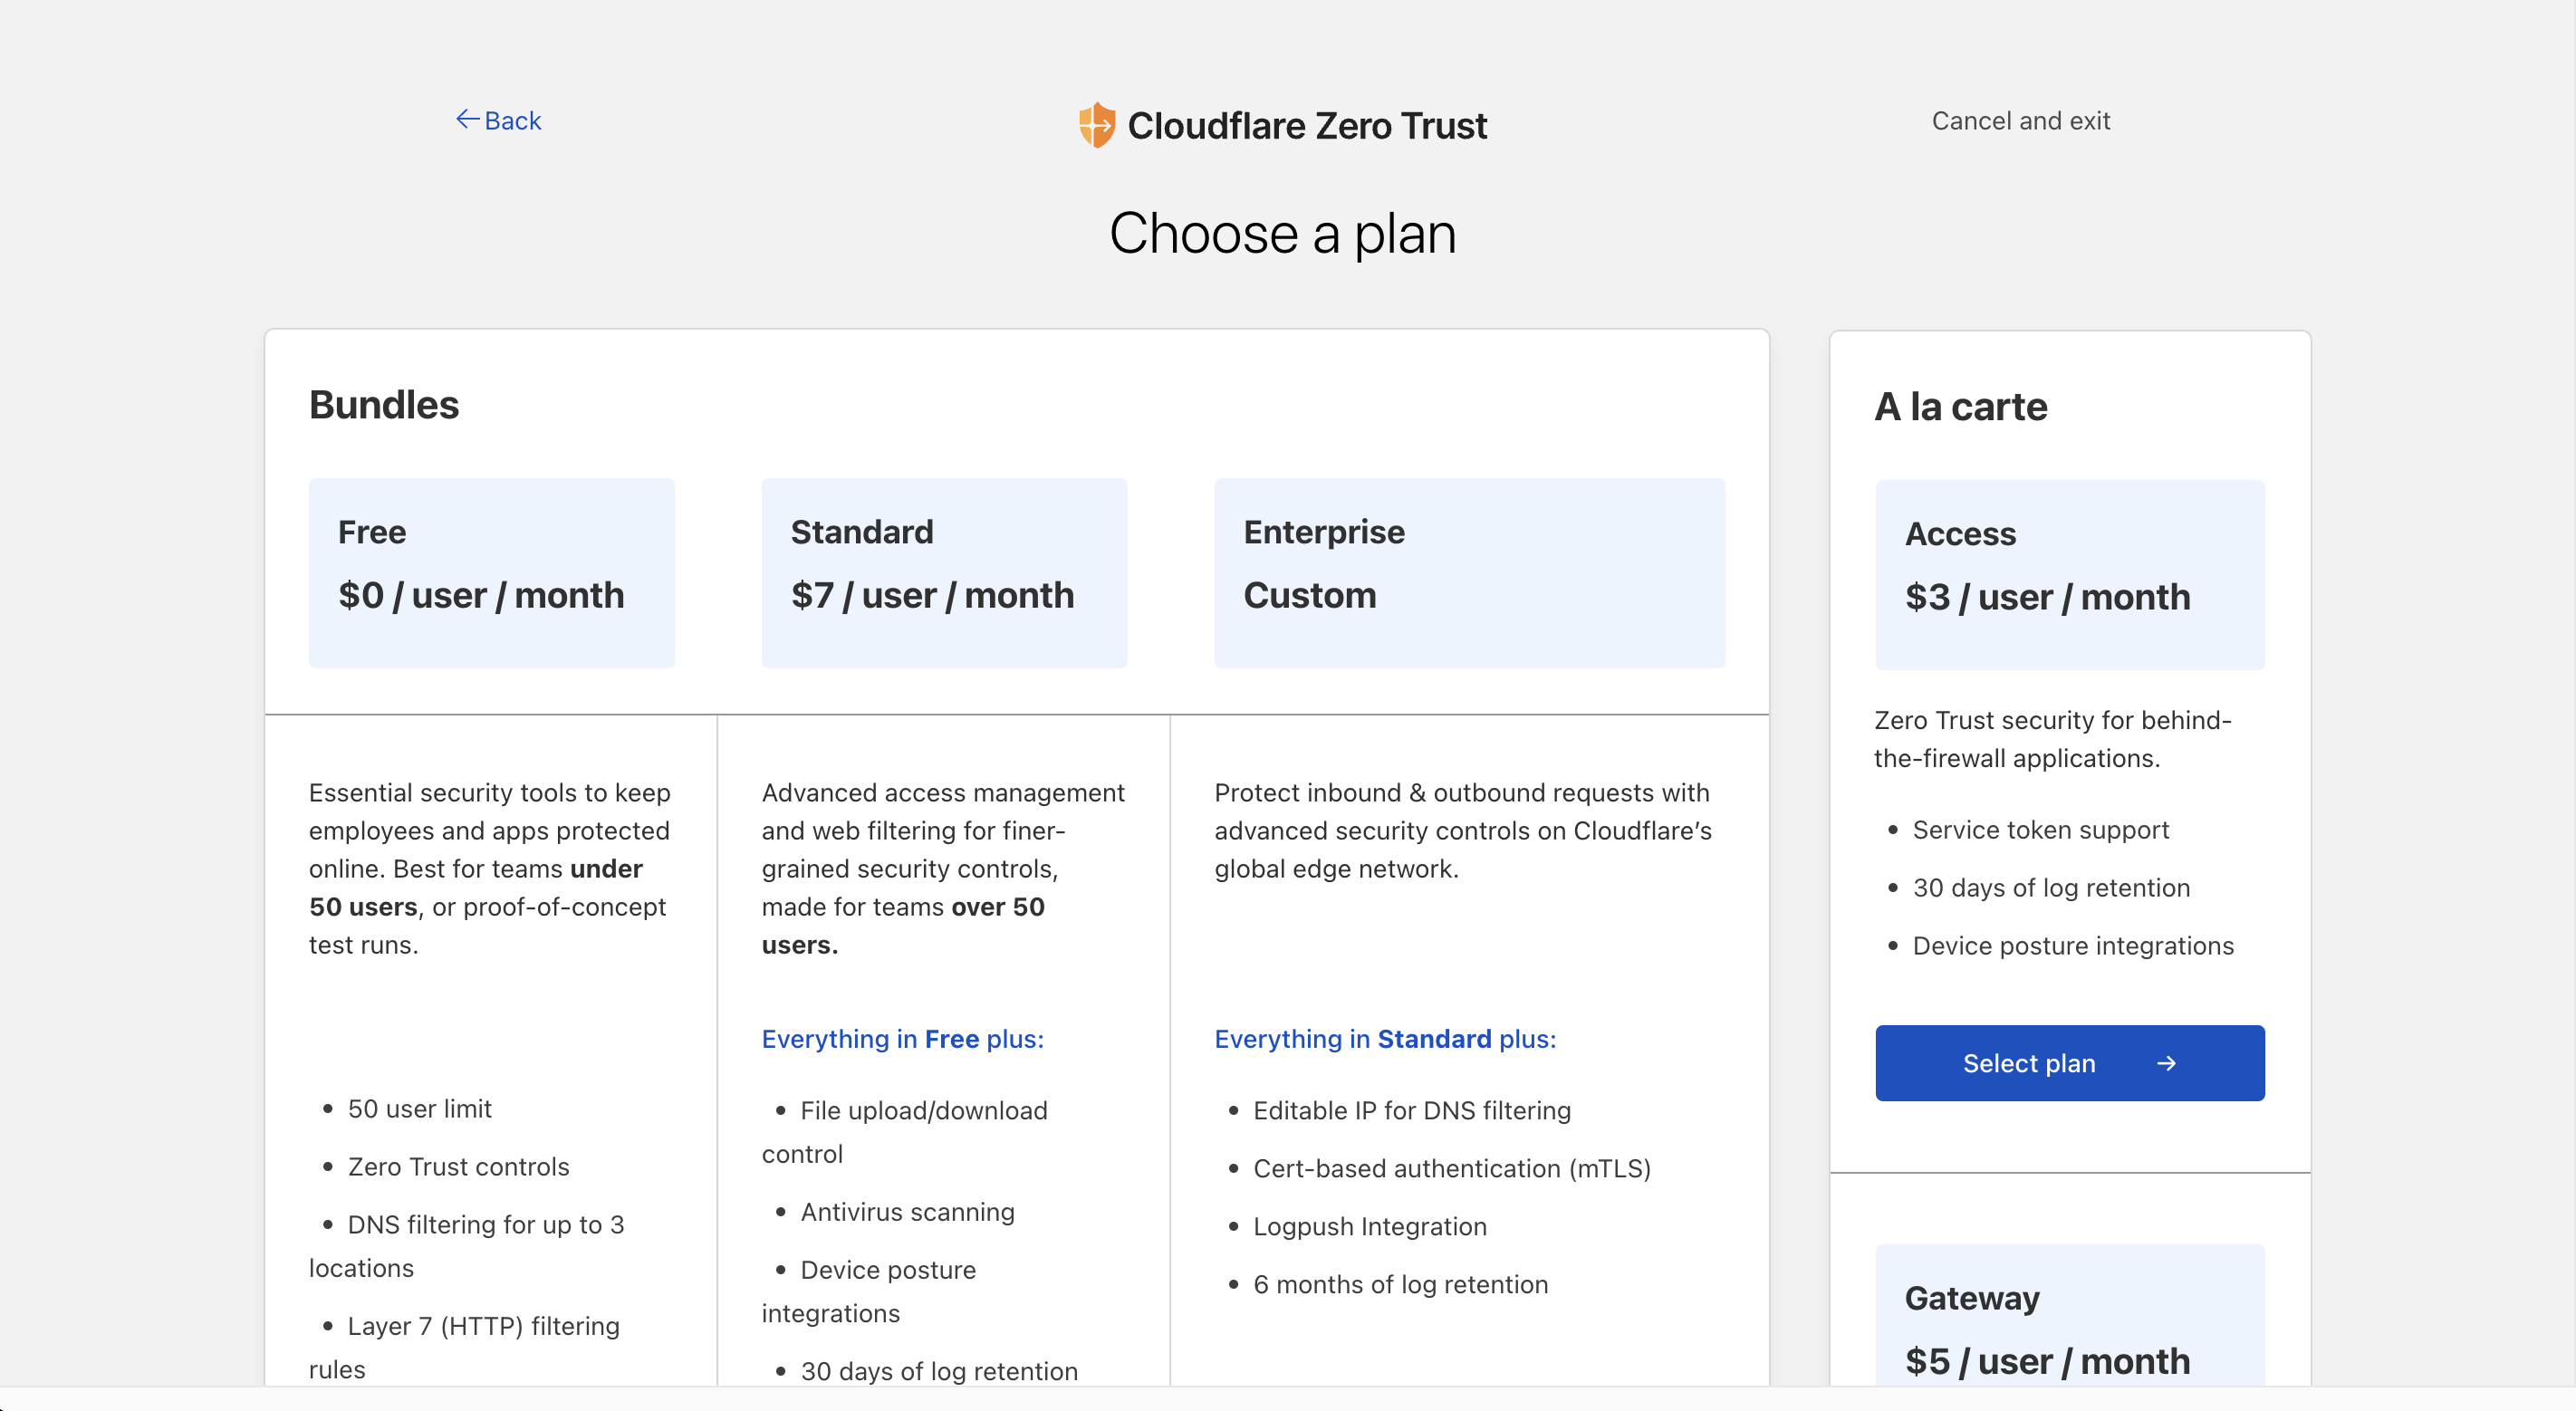 Back
Cloudflare Zero Trust
Cancel and exit
Choose a plan
Bundles
Free
$0 / user / month
Standard
$7 / user / month
Enterprise
Custom
Essential security tools to keep
employees and apps protected
online. Best for teams under
50 users, or proof-of-concept
test runs.
50 user limit
Zero Trust controls
DNS filtering for up to 3
locations
Layer 7 (HTTP) filtering
rules
Advanced access management
and web filtering for finer-
grained security controls,
made for teams over 50
users.
Everything in Free plus:
File upload/download
control
Antivirus scanning
Device posture
integrations
30 days of log retention
Protect inbound & outbound requests with
advanced security controls on Cloudflare’s
global edge network.
Everything in Standard plus:
Editable IP for DNS filtering
Cert-based authentication (mTLS)
Logpush Integration
6 months of log retention
A la carte
Access
$3 / user / month
Zero Trust security for behind-
the-firewall applications.
Service token support
30 days of log retention
Device posture integrations
Select plan
Gateway
$5 / user / month